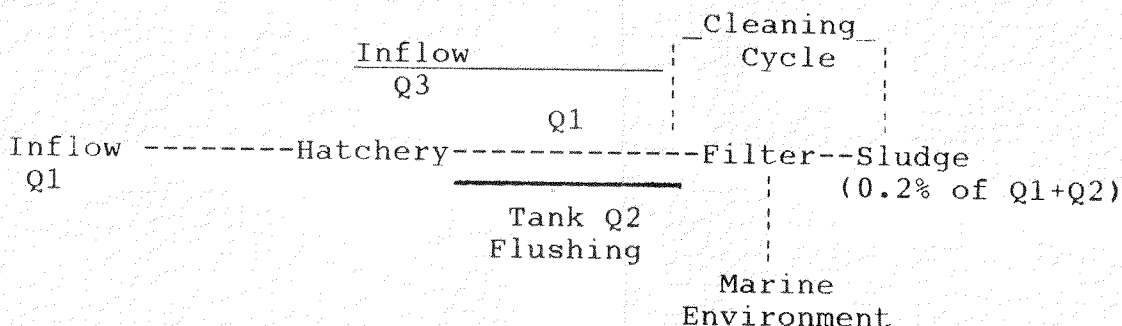 Cleaning
Inflow Cycle
Q3
Q1
Inflow Hatchery Filter--Sludge
Q1 (0.2% of Q1+Q2)
Tank Q2
Flushing
Marine
Environment